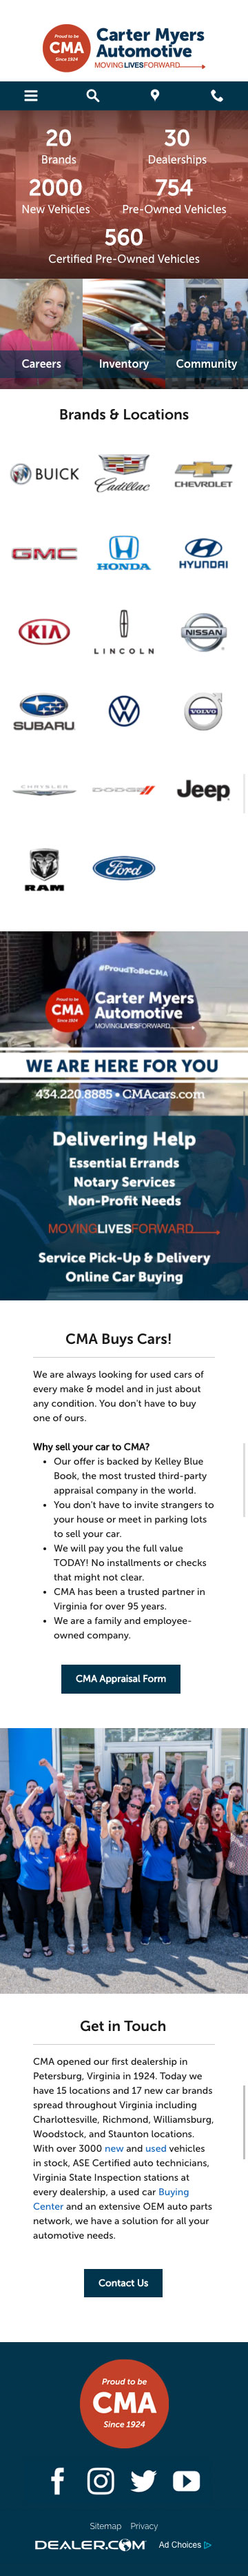 Proud to be
CMA
Since 1924
Carter Myers
Automotive
MOVINGLIVESFORWARD
20
Brands
30
Dealerships
2000
New Vehicles
754
Pre-Owned Vehicles
560
Certified Pre-Owned Vehicles
Careers
Inventory
Community
Brands & Locations
BUICK
Cadillac
CHEVROLET
GMC
HONDA
HYUNDAI
KIA
LINCOLN
NISSAN
SUBARU
VOLVO
CHRYSLER
DODGE
Jeep
RAM
Ford
#ProudToBeCMA
Proud to be
CMA
Since 1924
Carter Myers
Automotive
MOVINGLIVESFORWARD
WE ARE HERE FOR YOU
434.220.8885 • CMAcars.com
Delivering Help
Essential Errands
Notary Services
Non-Profit Needs
MOVINGLIVESFORWARD
Service Pick-Up & Delivery
Online Car Buying
CMA Buys Cars!
We are always looking for used cars of
every make & model and in just about
any condition. You don't have to buy
one of ours.
Why sell your car to CMA?
• Our offer is backed by Kelley Blue
Book, the most trusted third-party
appraisal company in the world.
• You don't have to invite strangers to
your house or meet in parking lots
to sell your car.
• We will pay you the full value
TODAY! No installments or checks
that might not clear.
• CMA has been a trusted partner in
Virginia for over 95 years.
• We are a family and employee-
owned company.
CMA Appraisal Form
Get in Touch
CMA opened our first dealership in
Petersburg, Virginia in 1924. Today we
have 15 locations and 17 new car brands
spread throughout Virginia including
Charlottesville, Richmond, Williamsburg,
Woodstock, and Staunton locations.
With over 3000 new and used vehicles
in stock, ASE Certified auto technicians,
Virginia State Inspection stations at
every dealership, a used car Buying
Center and an extensive OEM auto parts
network, we have a solution for all your
automotive needs.
Contact Us
Proud to be
CMA
Since 1924
Sitemap Privacy
DEALER.COM Ad Choices